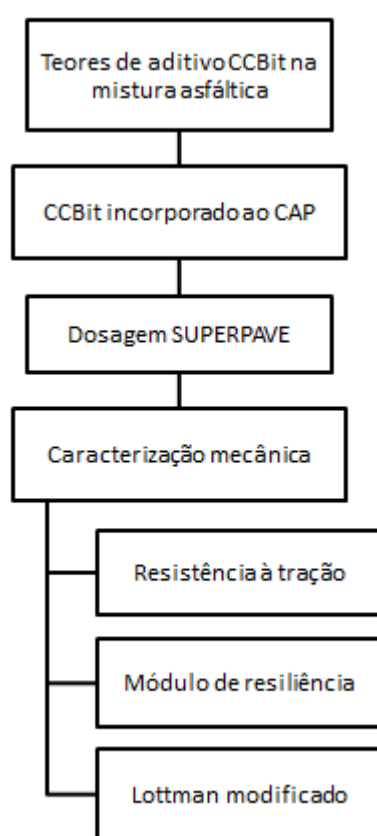 Teores de aditivo CCBit na
mistura asfáltica
CCBit incorporado ao CAP
Dosagem SUPERPAVE
Caracterização mecânica
Resistência à tração
Módulo de resiliência
Lottman modificado